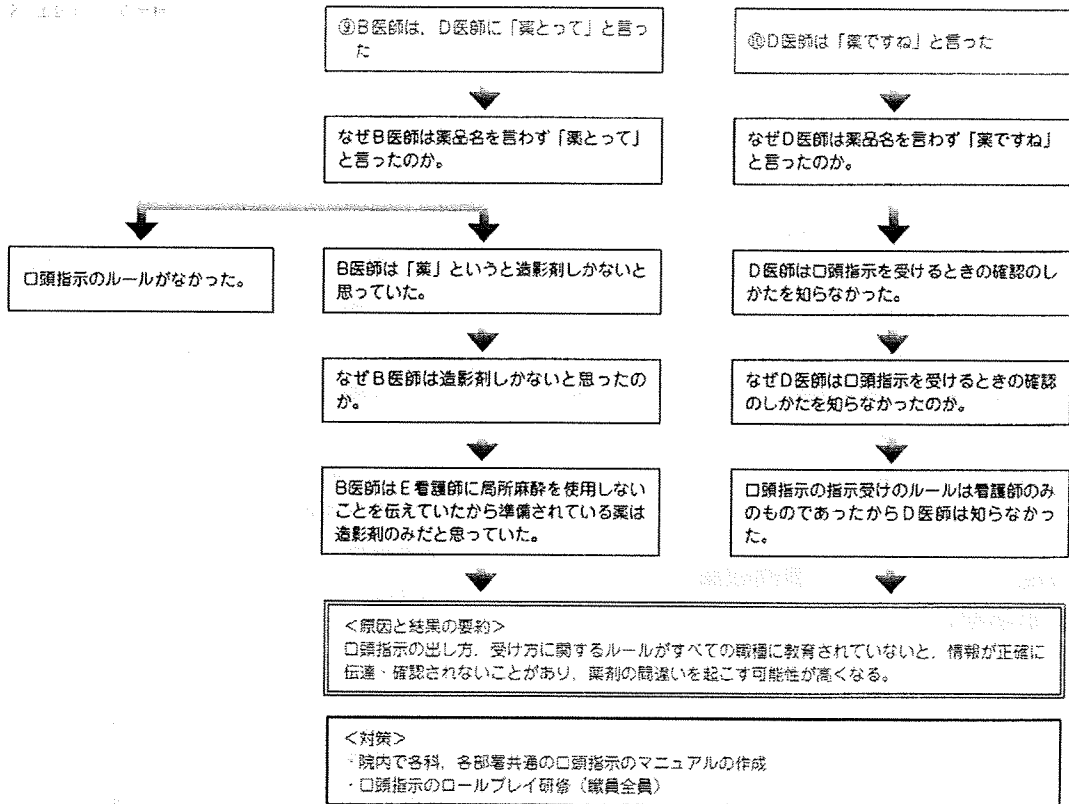 ⑨B医師は，D医師に「薬とって」と言っ
た
⑩D医師は「薬ですね」と言った
なぜB医師は薬品名を言わず「薬とって」
と言ったのか。
なぜD医師は薬品名を言わず「薬ですね」
と言ったのか。
口頭指示のルールがなかった。
B医師は「薬」というと造影剤しかないと
思っていた。
D医師は口頭指示を受けるときの確認のし
かたを知らなかった。
なぜB医師は造影剤しかないと思ったの
か。
なぜD医師は口頭指示を受けるときの確認
のしかたを知らなかったのか。
B医師はE看護師に局所麻酔を使用しない
ことを伝えていたから準備されている薬は
造影剤のみだと思っていた。
口頭指示の指示受けのルールは看護師のみ
のものであったからD医師は知らなかっ
た。
＜原因と結果の要約＞
口頭指示の出し方，受け方に関するルールがすべての職種に教育されていないと，情報が正確に
伝達・確認されないことがあり，薬剤の間違いを起こす可能性が高くなる。
＜対策＞
・院内で各科，各部署共通の口頭指示のマニュアルの作成
・口頭指示のロールプレイ研修（職員全員）